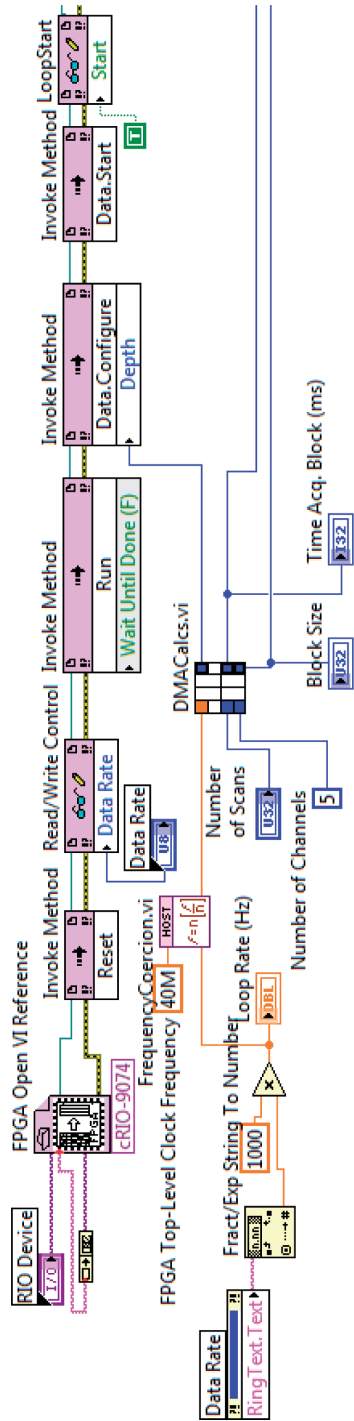 RIO Device
I/O
FPGA Open VI Reference
FPGA
cRIO-9074
Invoke Method
Reset
Read/Write Control
Data Rate
Data Rate
U8
Invoke Method
Run
Wait Until Done (F)
Invoke Method
Data.Configure
Depth
Invoke Method
Data.Start
LoopStart
Start
T
FrequencyCoercion.vi
FPGA Top-Level Clock Frequency
40M
HOST
DMACalcs.vi
Number
of Scans
U32
Number of Channels
5
Block Size
U32
Time Acq. Block (ms)
I32
Data Rate
RingText.Text
Fract/Exp String To Number
n.nn
1000
x
Loop Rate (Hz)
DBL